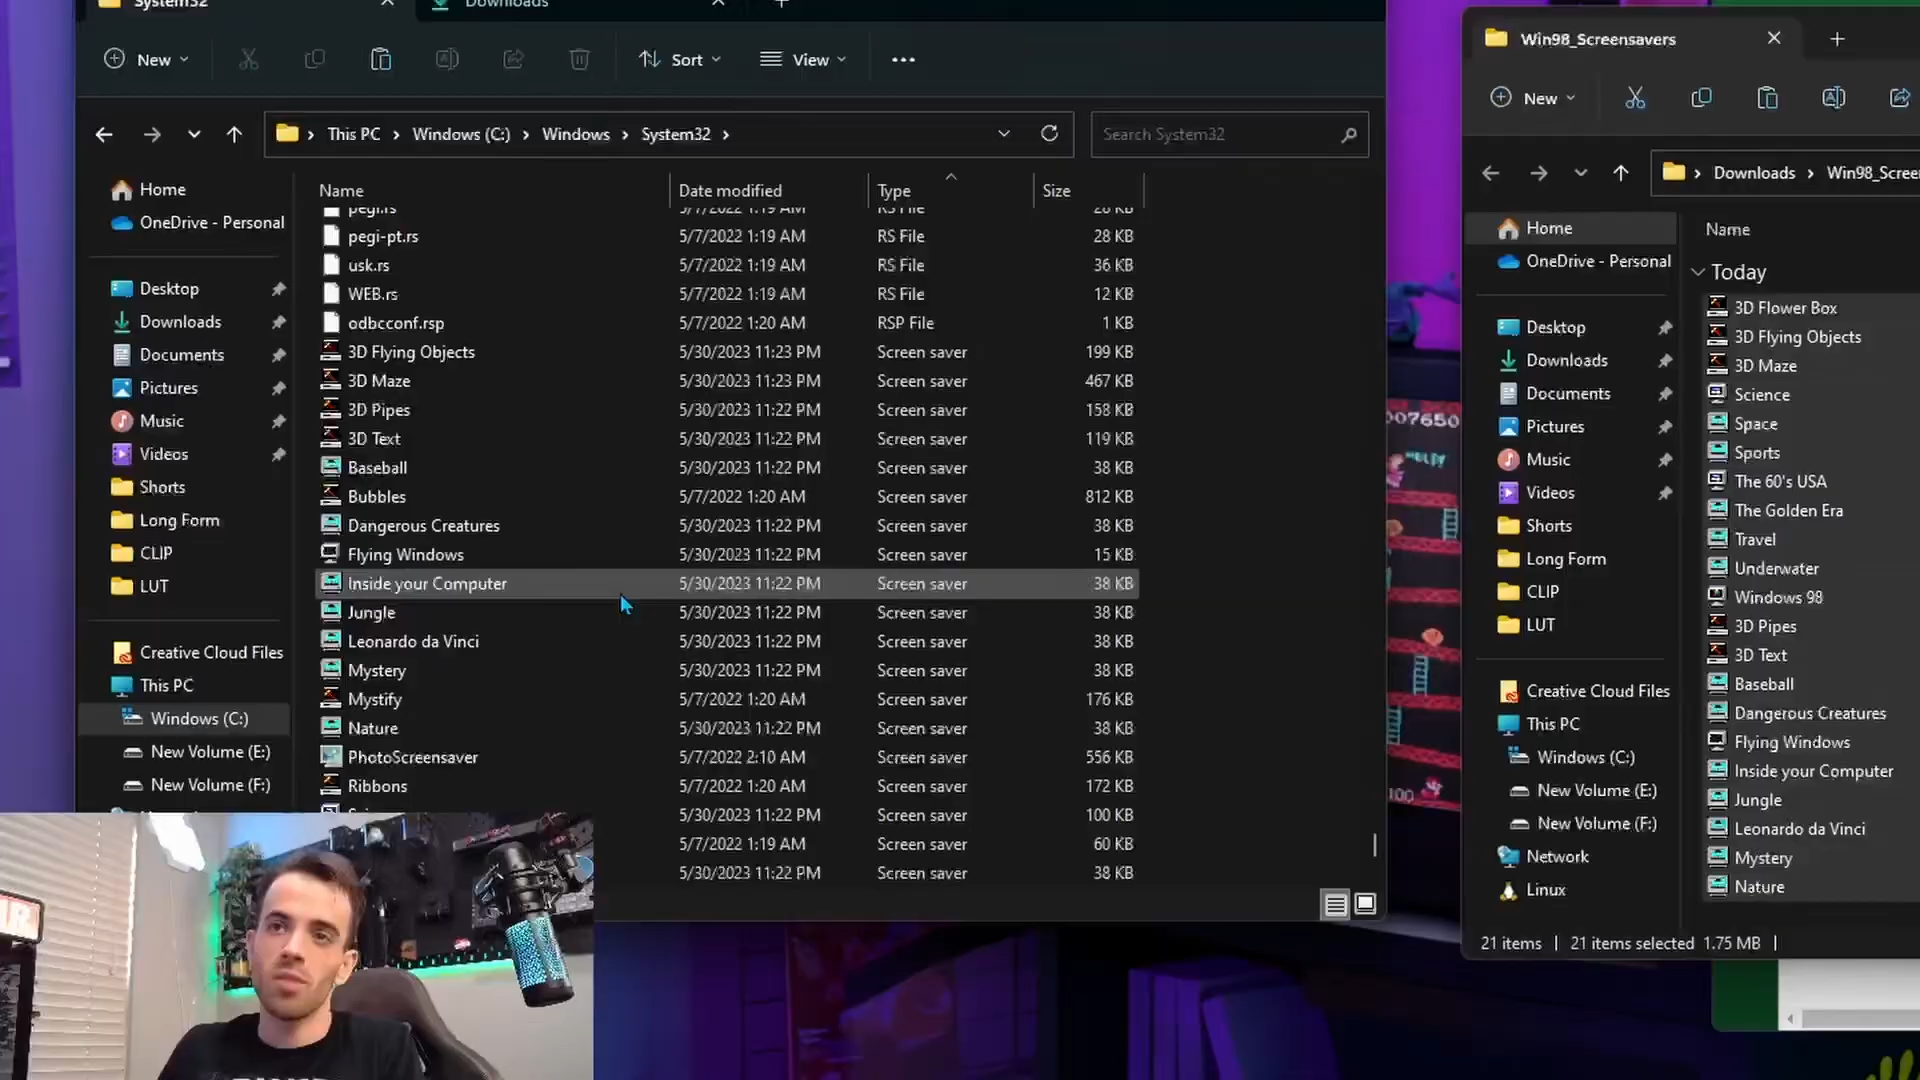 System32
Downloads
New
Sort
View
This PC
Windows (C:)
Windows
System32
Search System32
Home
OneDrive - Personal
Desktop
Downloads
Documents
Pictures
Music
Videos
Shorts
Long Form
CLIP
LUT
Creative Cloud Files
This PC
Windows (C:)
New Volume (E:)
New Volume (F:)
Name Date modified Type Size
pegi.rs 5/7/2022 1:19 AM RS File 28 KB
pegi-pt.rs 5/7/2022 1:19 AM RS File 28 KB
usk.rs 5/7/2022 1:19 AM RS File 36 KB
WEB.rs 5/7/2022 1:19 AM RS File 12 KB
odbcconf.rsp 5/7/2022 1:20 AM RSP File 1 KB
3D Flying Objects 5/30/2023 11:23 PM Screen saver 199 KB
3D Maze 5/30/2023 11:23 PM Screen saver 467 KB
3D Pipes 5/30/2023 11:22 PM Screen saver 158 KB
3D Text 5/30/2023 11:22 PM Screen saver 119 KB
Baseball 5/30/2023 11:22 PM Screen saver 38 KB
Bubbles 5/7/2022 1:20 AM Screen saver 812 KB
Dangerous Creatures 5/30/2023 11:22 PM Screen saver 38 KB
Flying Windows 5/30/2023 11:22 PM Screen saver 15 KB
Inside your Computer 5/30/2023 11:22 PM Screen saver 38 KB
Jungle 5/30/2023 11:22 PM Screen saver 38 KB
Leonardo da Vinci 5/30/2023 11:22 PM Screen saver 38 KB
Mystery 5/30/2023 11:22 PM Screen saver 38 KB
Mystify 5/7/2022 1:20 AM Screen saver 176 KB
Nature 5/30/2023 11:22 PM Screen saver 38 KB
PhotoScreensaver 5/7/2022 2:10 AM Screen saver 556 KB
Ribbons 5/7/2022 1:20 AM Screen saver 172 KB
5/30/2023 11:22 PM Screen saver 100 KB
5/7/2022 1:19 AM Screen saver 60 KB
5/30/2023 11:22 PM Screen saver 38 KB
007650
Win98_Screensavers
New
Downloads
Win98_Scree
Home
OneDrive - Personal
Desktop
Downloads
Documents
Pictures
Music
Videos
Shorts
Long Form
CLIP
LUT
Creative Cloud Files
This PC
Windows (C:)
New Volume (E:)
New Volume (F:)
Network
Linux
Name
Today
3D Flower Box
3D Flying Objects
3D Maze
Science
Space
Sports
The 60's USA
The Golden Era
Travel
Underwater
Windows 98
3D Pipes
3D Text
Baseball
Dangerous Creatures
Flying Windows
Inside your Computer
Jungle
Leonardo da Vinci
Mystery
Nature
21 items
21 items selected 1.75 MB